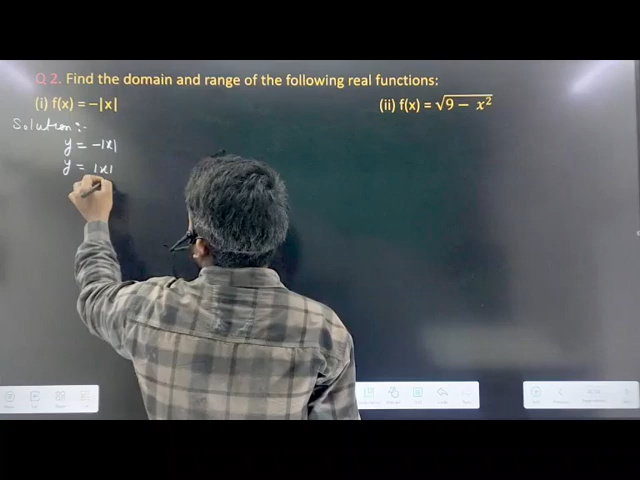 Q 2. Find the domain and range of the following real functions:
(i) f(x) = −|x|
(ii) f(x) = √9 − x²
Solution :-
y = -|x|
y = |x|